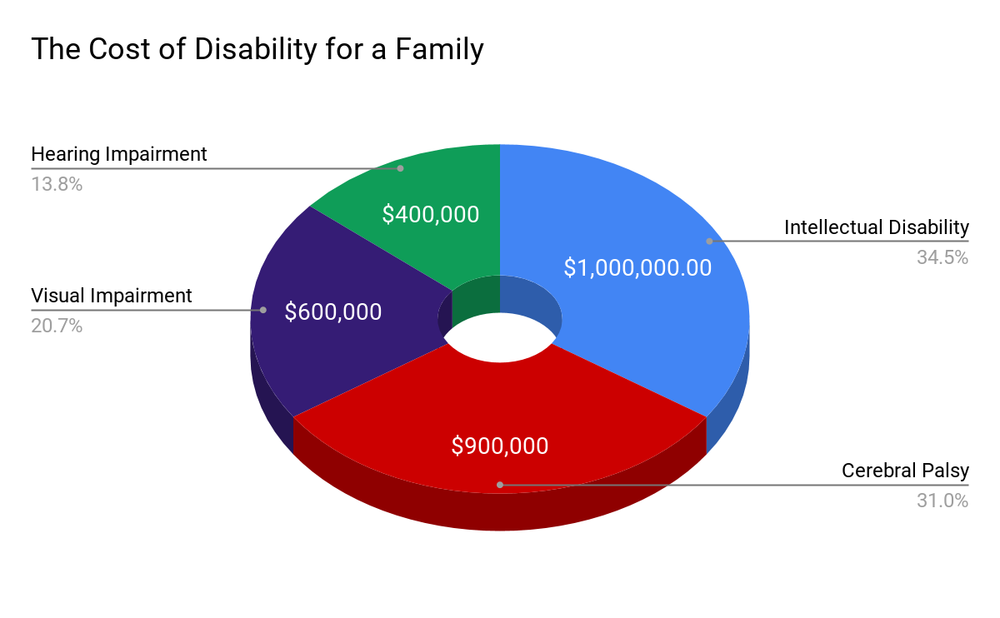 The Cost of Disability for a Family
Hearing Impairment
13.8%
$400,000
Intellectual Disability
34.5%
$1,000,000.00
Visual Impairment
20.7%
$600,000
$900,000
Cerebral Palsy
31.0%